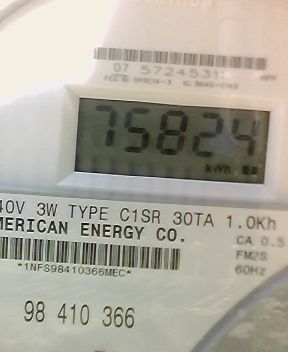 07 5724531
75824
kWh
40V 3W TYPE C1SR 30TA 1.0Kh
MERICAN ENERGY CO.
CA 0.5
*1NFS98410366MEC*
FM2S
60Hz
98 410 366